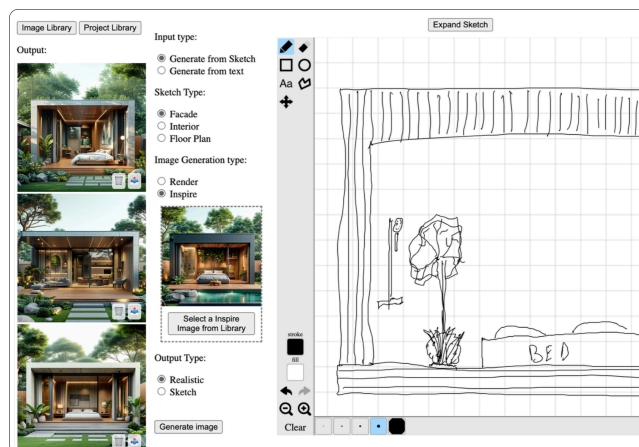 Image Library Project Library
Output:
Input type:
Generate from Sketch
Generate from text
Sketch Type:
Facade
Interior
Floor Plan
Image Generation type:
Render
Inspire
Select a Inspire
Image from Library
Output Type:
Realistic
Sketch
Generate image
Expand Sketch
Aa
stroke
fill
Clear
BED